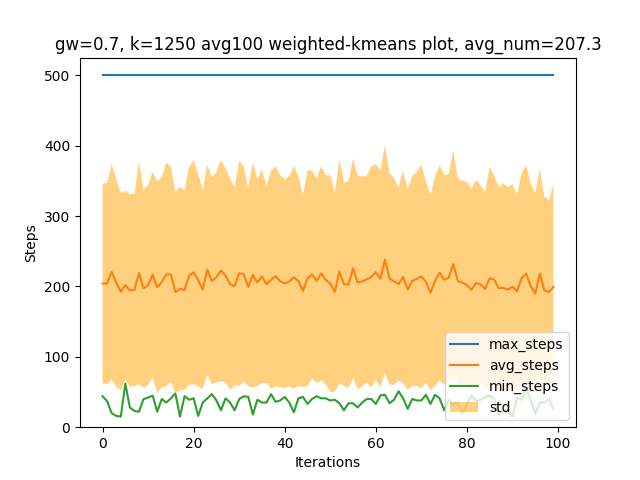 gw=0.7, k=1250 avg100 weighted-kmeans plot, avg_num=207.3
500
400
300
200
100
0
Steps
max_steps
avg_steps
min_steps
std
0 20 40 60 80 100
Iterations